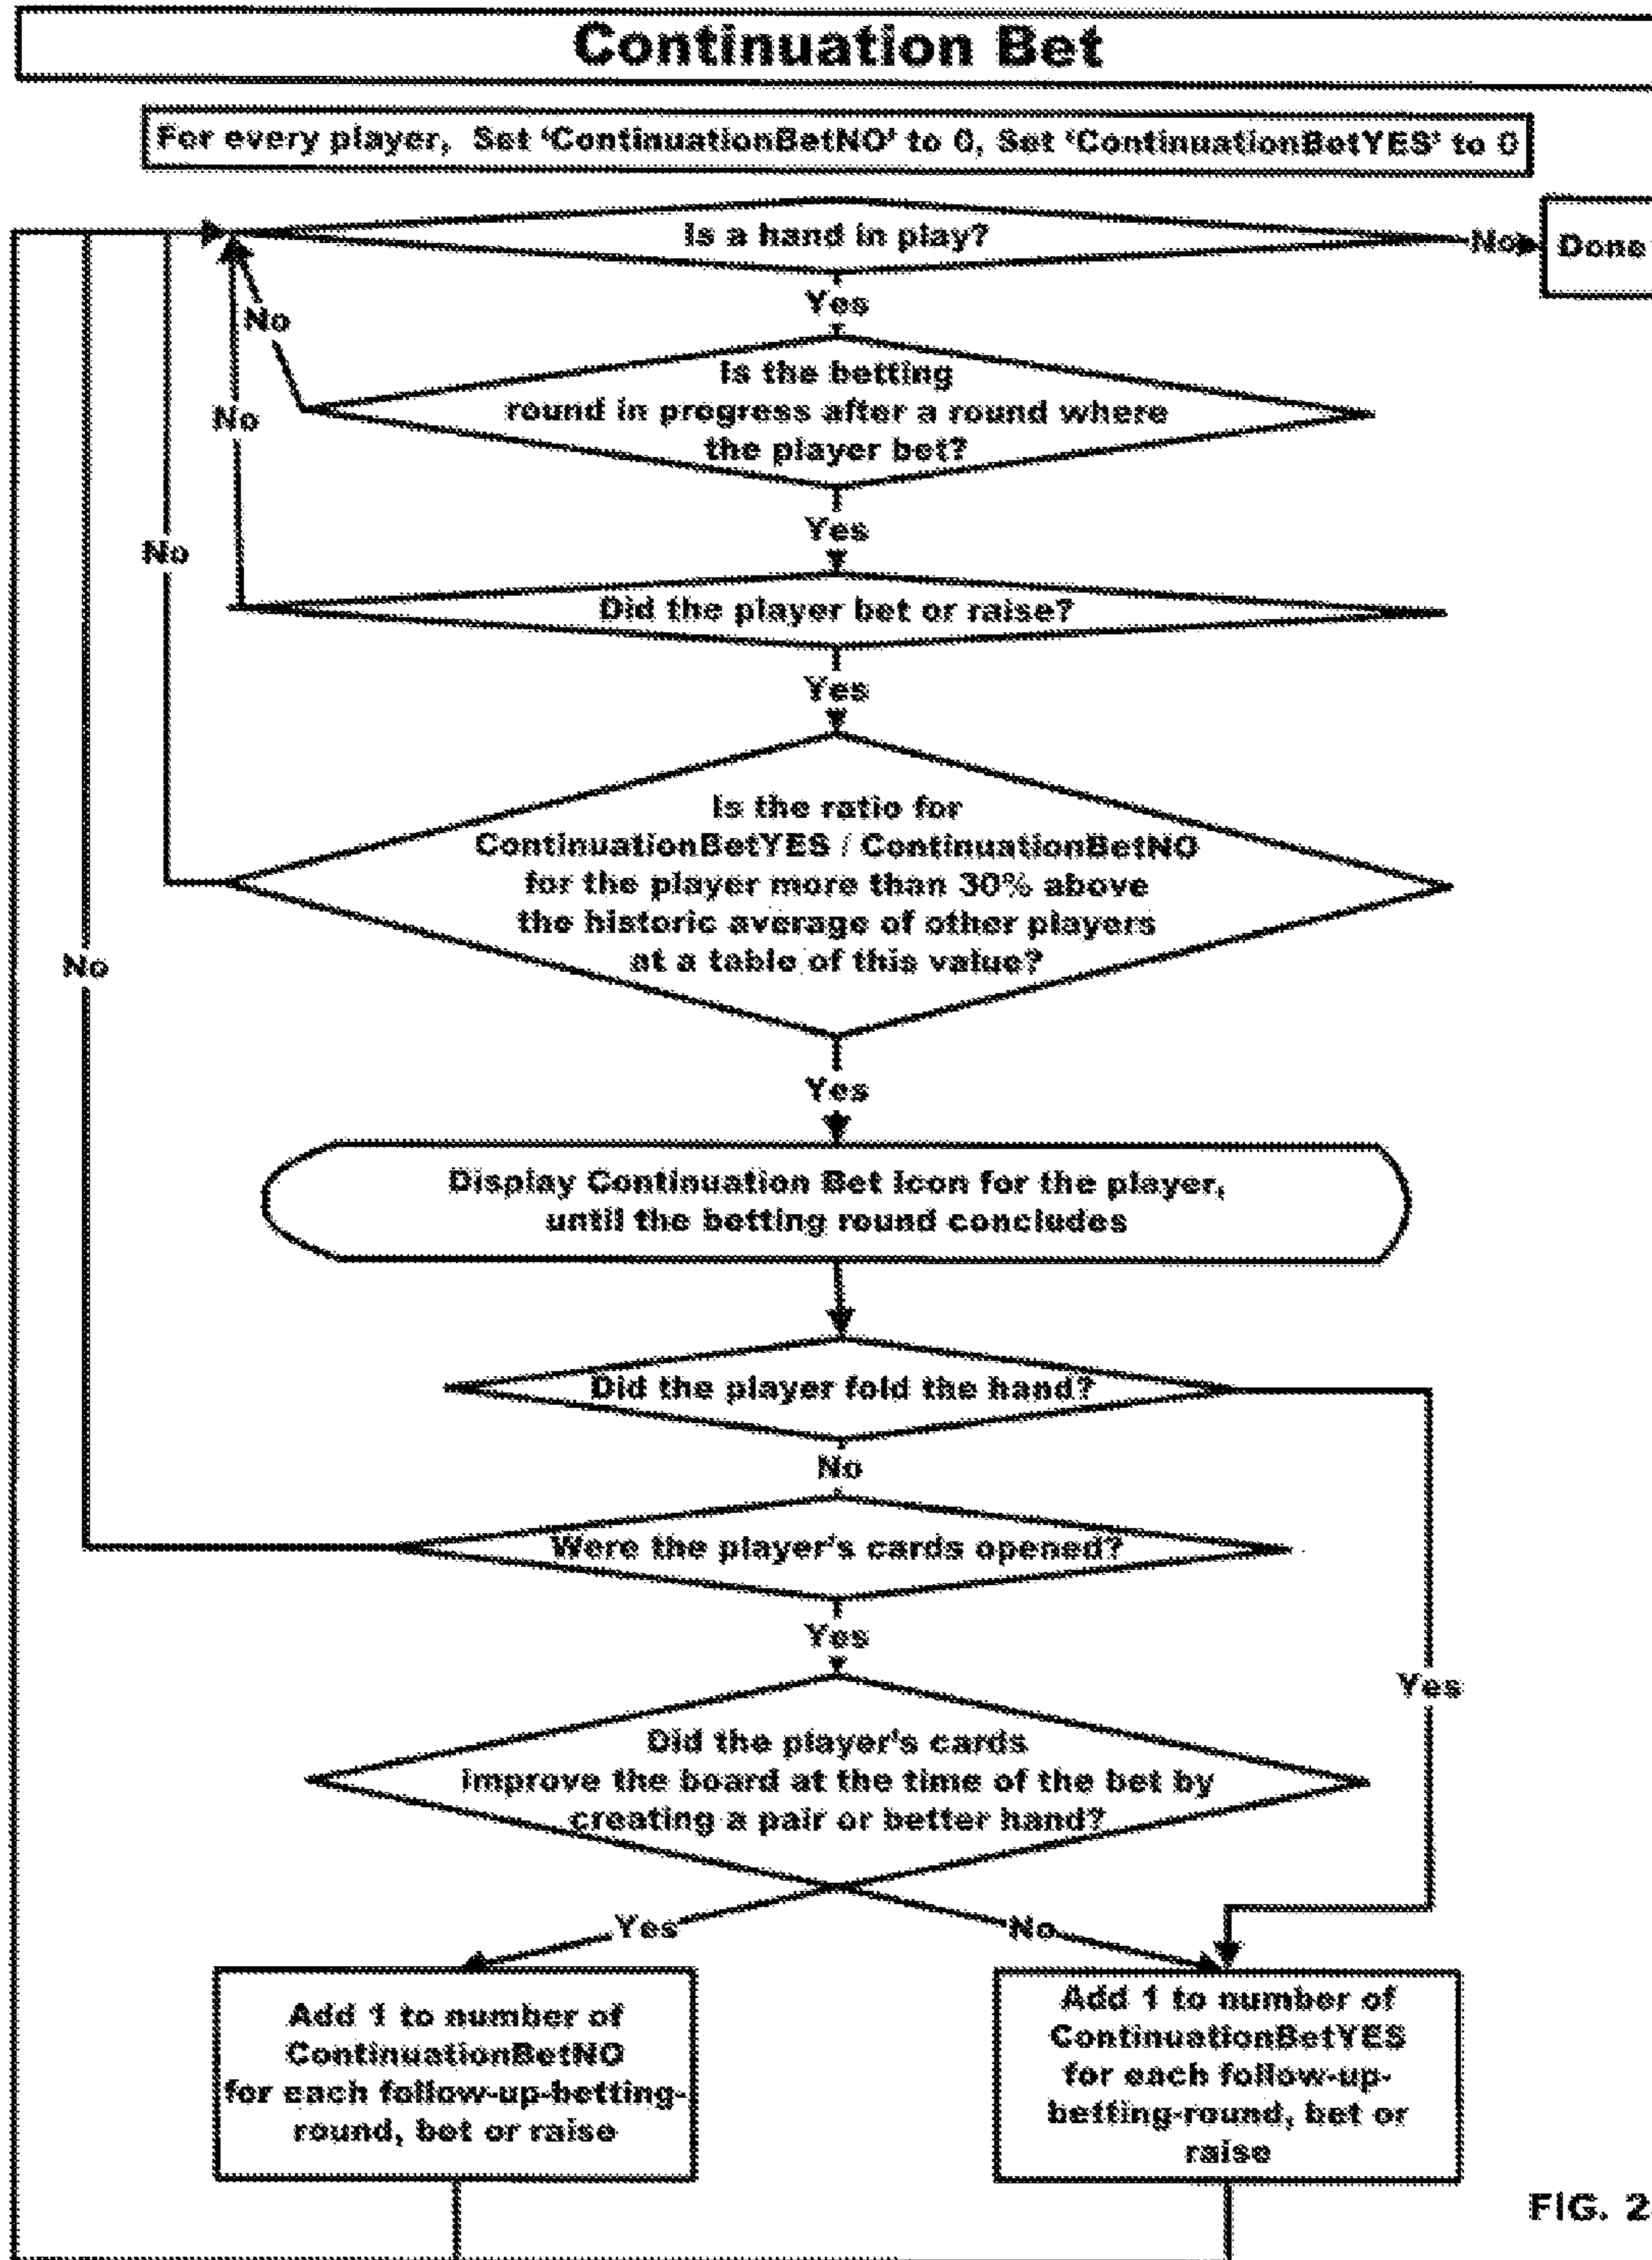 Continuation Bet
For every player, Set 'ContinuationBetNO' to 0, Set 'ContinuationBetYES' to 0
Is a hand in play?
No
Done
Yes
No
Is the betting
round in progress after a round where
the player bet?
No
Yes
No
Did the player bet or raise?
Yes
Is the ratio for
ContinuationBetYES / ContinuationBetNO
for the player more than 30% above
the historic average of other players
at a table of this value?
No
Yes
Display Continuation Bet Icon for the player,
until the betting round concludes
Did the player fold the hand?
No
Were the player's cards opened?
Yes
Yes
Did the player's cards
improve the board at the time of the bet by
creating a pair or better hand?
Yes
No
Add 1 to number of
ContinuationBetNO
for each follow-up-betting-
round, bet or raise
Add 1 to number of
ContinuationBetYES
for each follow-up-
betting-round, bet or
raise
FIG. 2